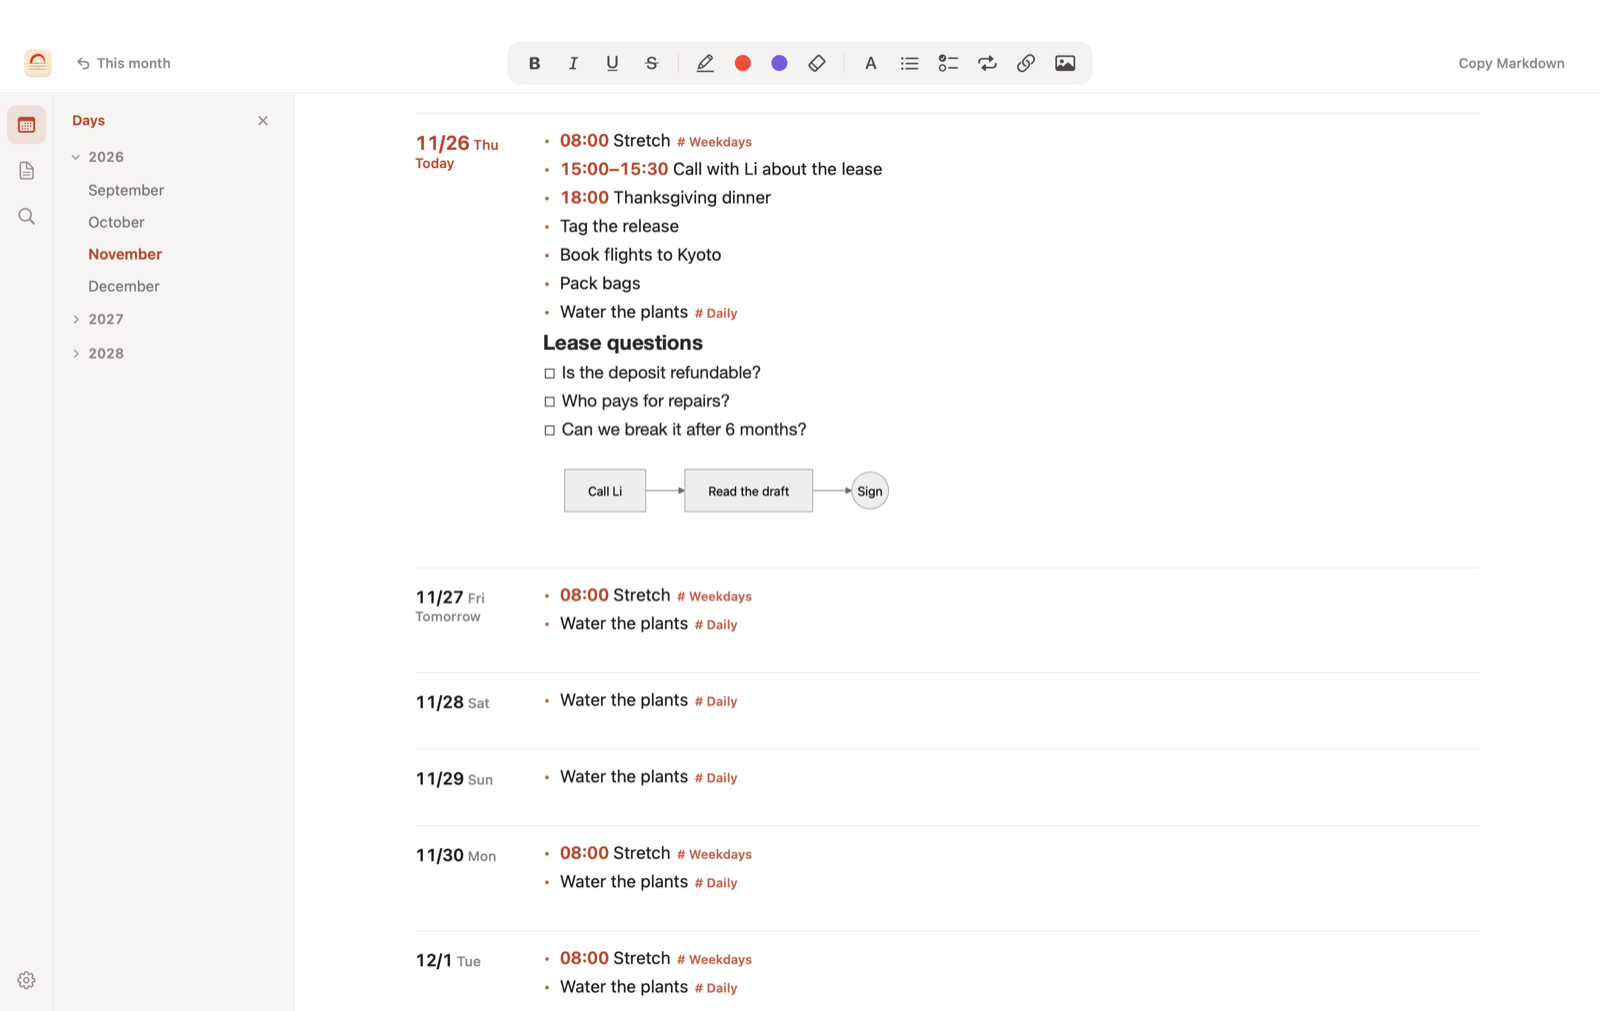 This month
B I U S A
Copy Markdown
Days
2026
September
October
November
December
2027
2028
11/26 Thu
Today
08:00 Stretch # Weekdays
15:00–15:30 Call with Li about the lease
18:00 Thanksgiving dinner
Tag the release
Book flights to Kyoto
Pack bags
Water the plants # Daily
Lease questions
Is the deposit refundable?
Who pays for repairs?
Can we break it after 6 months?
Call Li
Read the draft
Sign
11/27 Fri
Tomorrow
08:00 Stretch # Weekdays
Water the plants # Daily
11/28 Sat
Water the plants # Daily
11/29 Sun
Water the plants # Daily
11/30 Mon
08:00 Stretch # Weekdays
Water the plants # Daily
12/1 Tue
08:00 Stretch # Weekdays
Water the plants # Daily